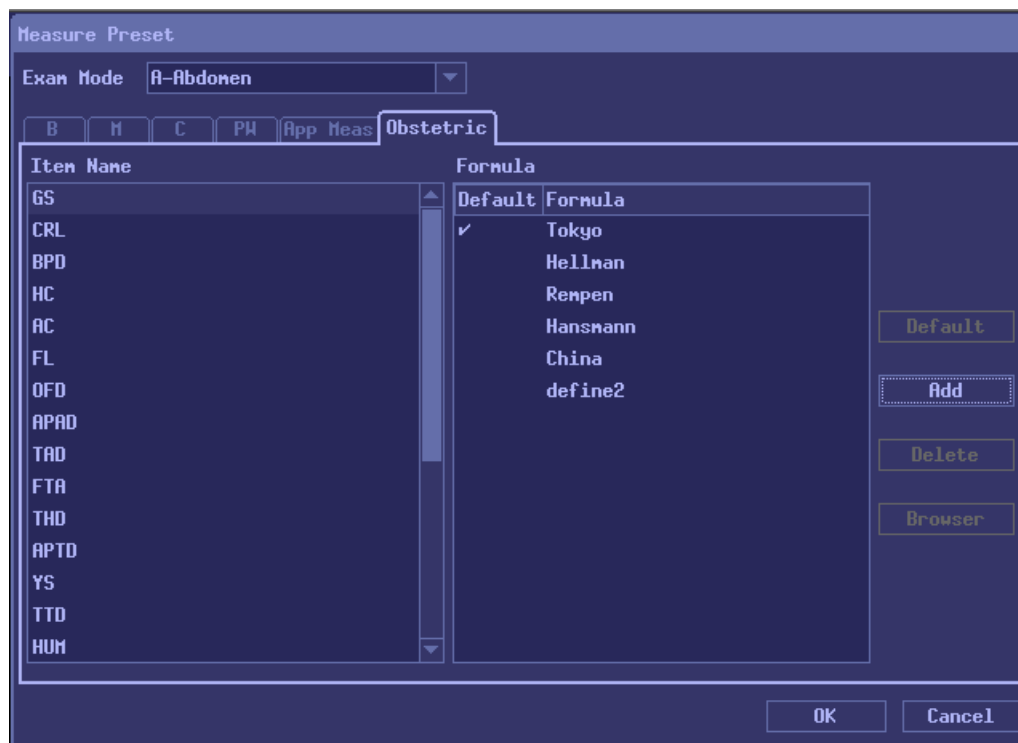 Measure Preset
Exam Mode A-Abdomen
B M C PW App Meas Obstetric
Item Name Formula
GS Default Formula
CRL ✔ Tokyo
BPD Hellman
HC Rempen
AC Hansmann Default
FL China
OFD define2 Add
APAD
TAD Delete
FTA
THD Browser
APTD
YS
TTD
HUM
OK Cancel